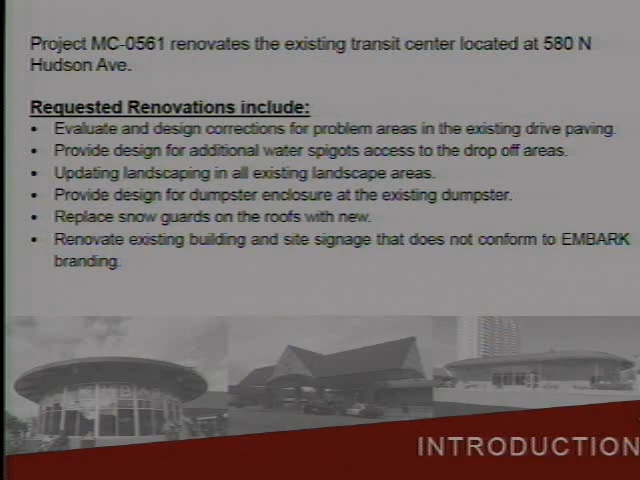 Project MC-0561 renovates the existing transit center located at 580 N
Hudson Ave.
Requested Renovations include:
• Evaluate and design corrections for problem areas in the existing drive paving.
• Provide design for additional water spigots access to the drop off areas.
• Updating landscaping in all existing landscape areas.
• Provide design for dumpster enclosure at the existing dumpster.
• Replace snow guards on the roofs with new.
• Renovate existing building and site signage that does not conform to EMBARK
branding.
INTRODUCTION